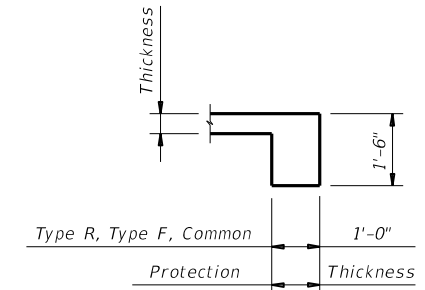 Thickness
1'-6"
Type R, Type F, Common 1'-0"
Protection Thickness